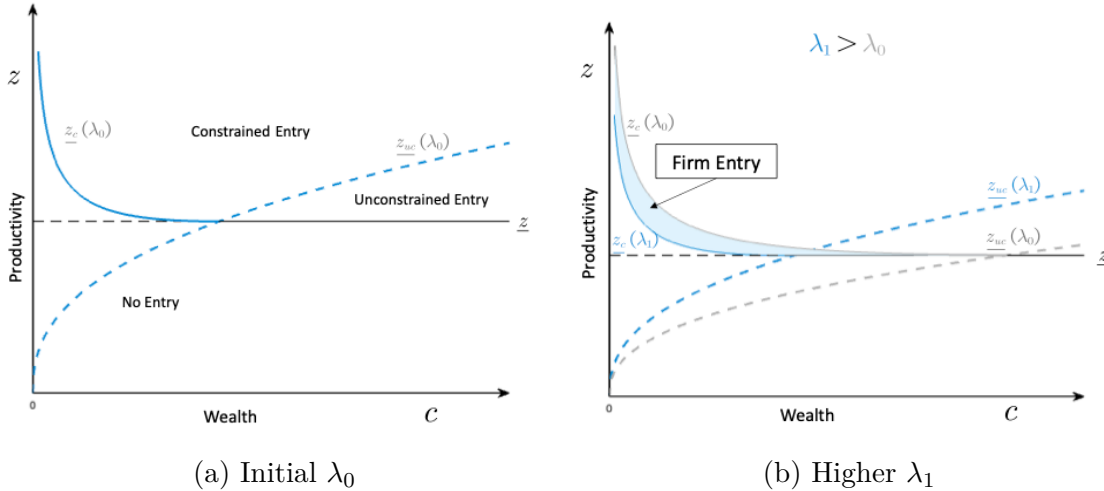 z
z_c(λ₀)
Constrained Entry
z_uc(λ₀)
Unconstrained Entry
z
Productivity
No Entry
0
Wealth
c
(a) Initial λ₀
λ₁ > λ₀
z
z_c(λ₀)
Firm Entry
z_uc(λ₁)
z_c(λ₁)
z_uc(λ₀)
z
Productivity
0
Wealth
c
(b) Higher λ₁